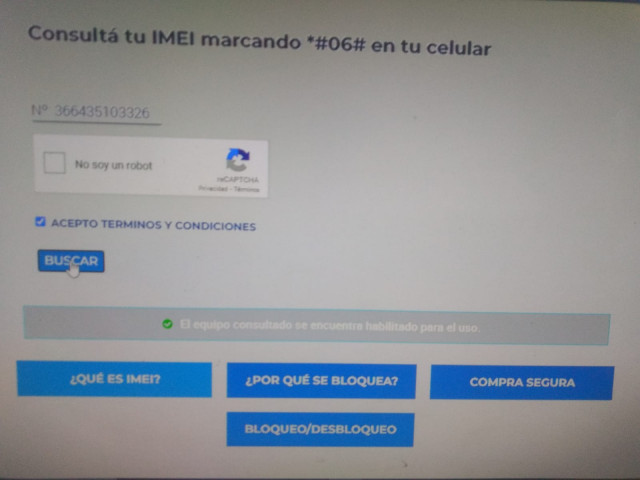 Consultá tu IMEI marcando *#06# en tu celular
Nº 366435103326
No soy un robot
reCAPTCHA
Privacidad - Términos
ACEPTO TERMINOS Y CONDICIONES
BUSCAR
El equipo consultado se encuentra habilitado para el uso.
¿QUÉ ES IMEI?
¿POR QUÉ SE BLOQUEA?
COMPRA SEGURA
BLOQUEO/DESBLOQUEO